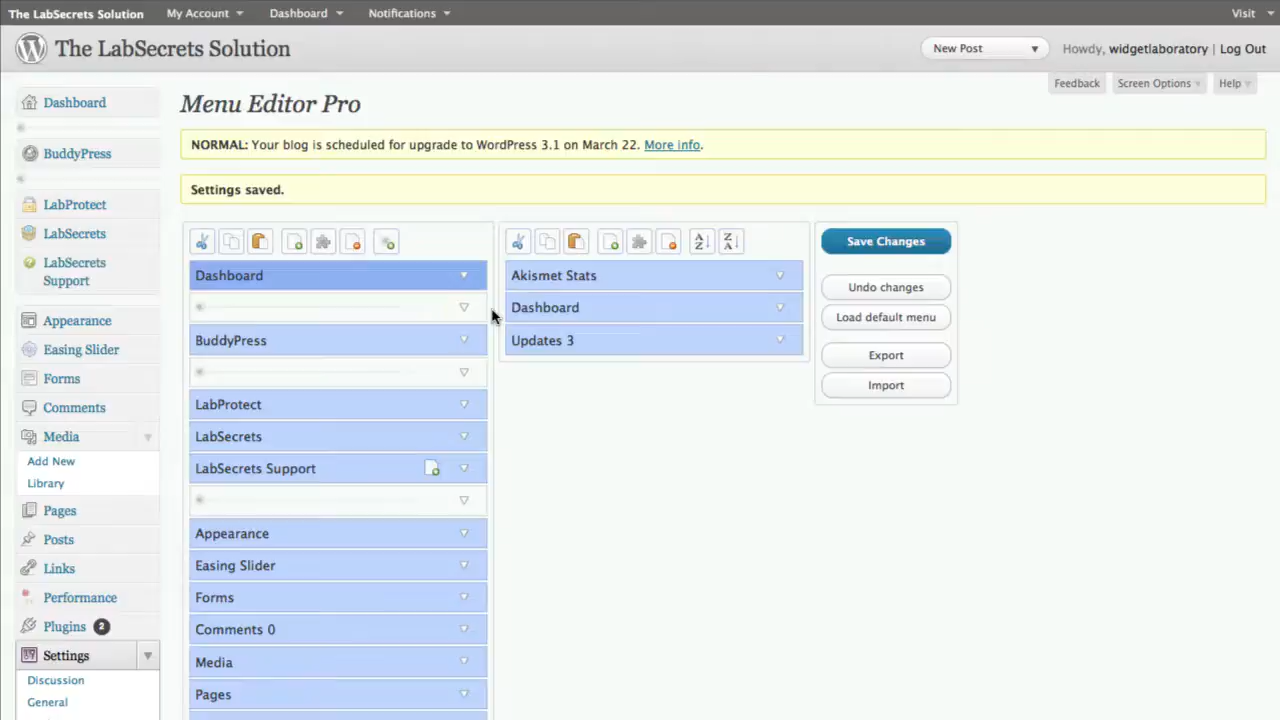 The LabSecrets Solution My Account Dashboard Notifications Visit
The LabSecrets Solution New Post Howdy, widgetlaboratory | Log Out
Feedback Screen Options Help
Menu Editor Pro
NORMAL: Your blog is scheduled for upgrade to WordPress 3.1 on March 22. More info.
Settings saved.
Dashboard
BuddyPress
LabProtect
LabSecrets
LabSecrets
Support
Appearance
Easing Slider
Forms
Comments
Media
Add New
Library
Pages
Posts
Links
Performance
Plugins 2
Settings
Discussion
General
Dashboard
BuddyPress
LabProtect
LabSecrets
LabSecrets Support
Appearance
Easing Slider
Forms
Comments 0
Media
Pages
A
Z
Z
A
Akismet Stats
Dashboard
Updates 3
Save Changes
Undo changes
Load default menu
Export
Import